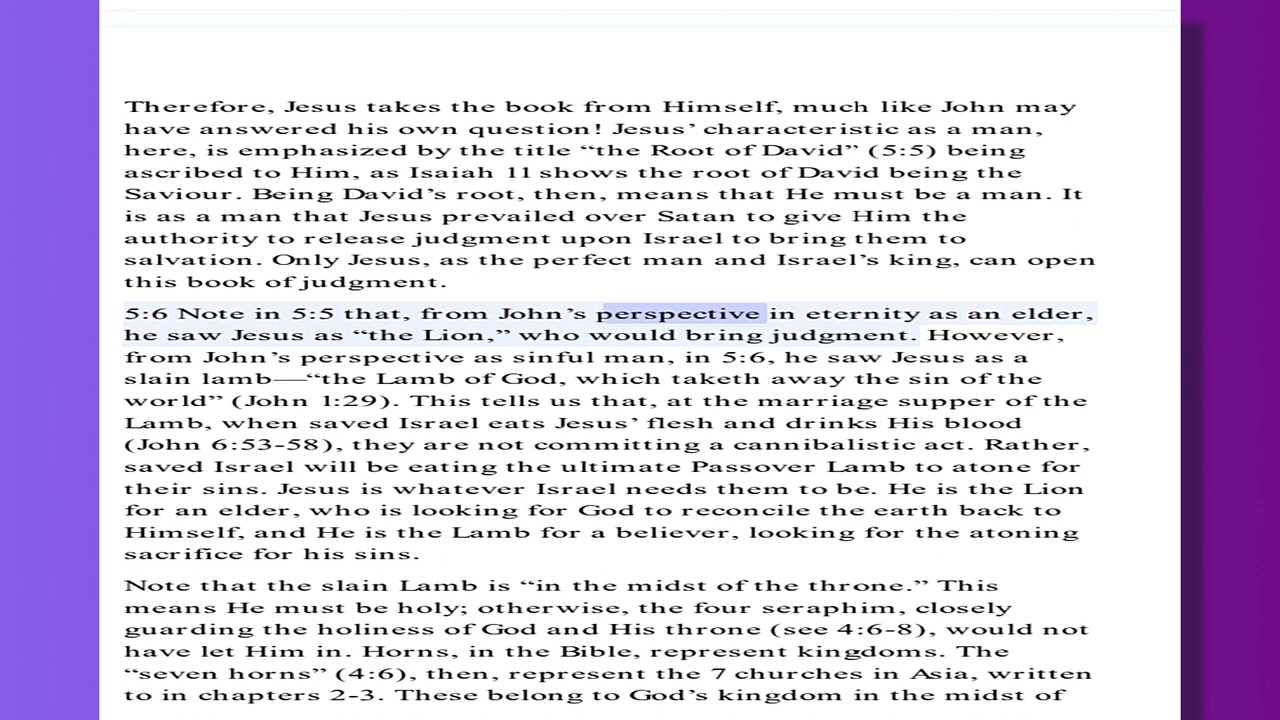 Therefore, Jesus takes the book from Himself, much like John may
have answered his own question! Jesus’ characteristic as a man,
here, is emphasized by the title “the Root of David” (5:5) being
ascribed to Him, as Isaiah 11 shows the root of David being the
Saviour. Being David’s root, then, means that He must be a man. It
is as a man that Jesus prevailed over Satan to give Him the
authority to release judgment upon Israel to bring them to
salvation. Only Jesus, as the perfect man and Israel’s king, can open
this book of judgment.
5:6 Note in 5:5 that, from John’s perspective in eternity as an elder,
he saw Jesus as “the Lion,” who would bring judgment. However,
from John’s perspective as sinful man, in 5:6, he saw Jesus as a
slain lamb—“the Lamb of God, which taketh away the sin of the
world” (John 1:29). This tells us that, at the marriage supper of the
Lamb, when saved Israel eats Jesus’ flesh and drinks His blood
(John 6:53-58), they are not committing a cannibalistic act. Rather,
saved Israel will be eating the ultimate Passover Lamb to atone for
their sins. Jesus is whatever Israel needs them to be. He is the Lion
for an elder, who is looking for God to reconcile the earth back to
Himself, and He is the Lamb for a believer, looking for the atoning
sacrifice for his sins.
Note that the slain Lamb is “in the midst of the throne.” This
means He must be holy; otherwise, the four seraphim, closely
guarding the holiness of God and His throne (see 4:6-8), would not
have let Him in. Horns, in the Bible, represent kingdoms. The
“seven horns” (4:6), then, represent the 7 churches in Asia, written
to in chapters 2-3. These belong to God’s kingdom in the midst of